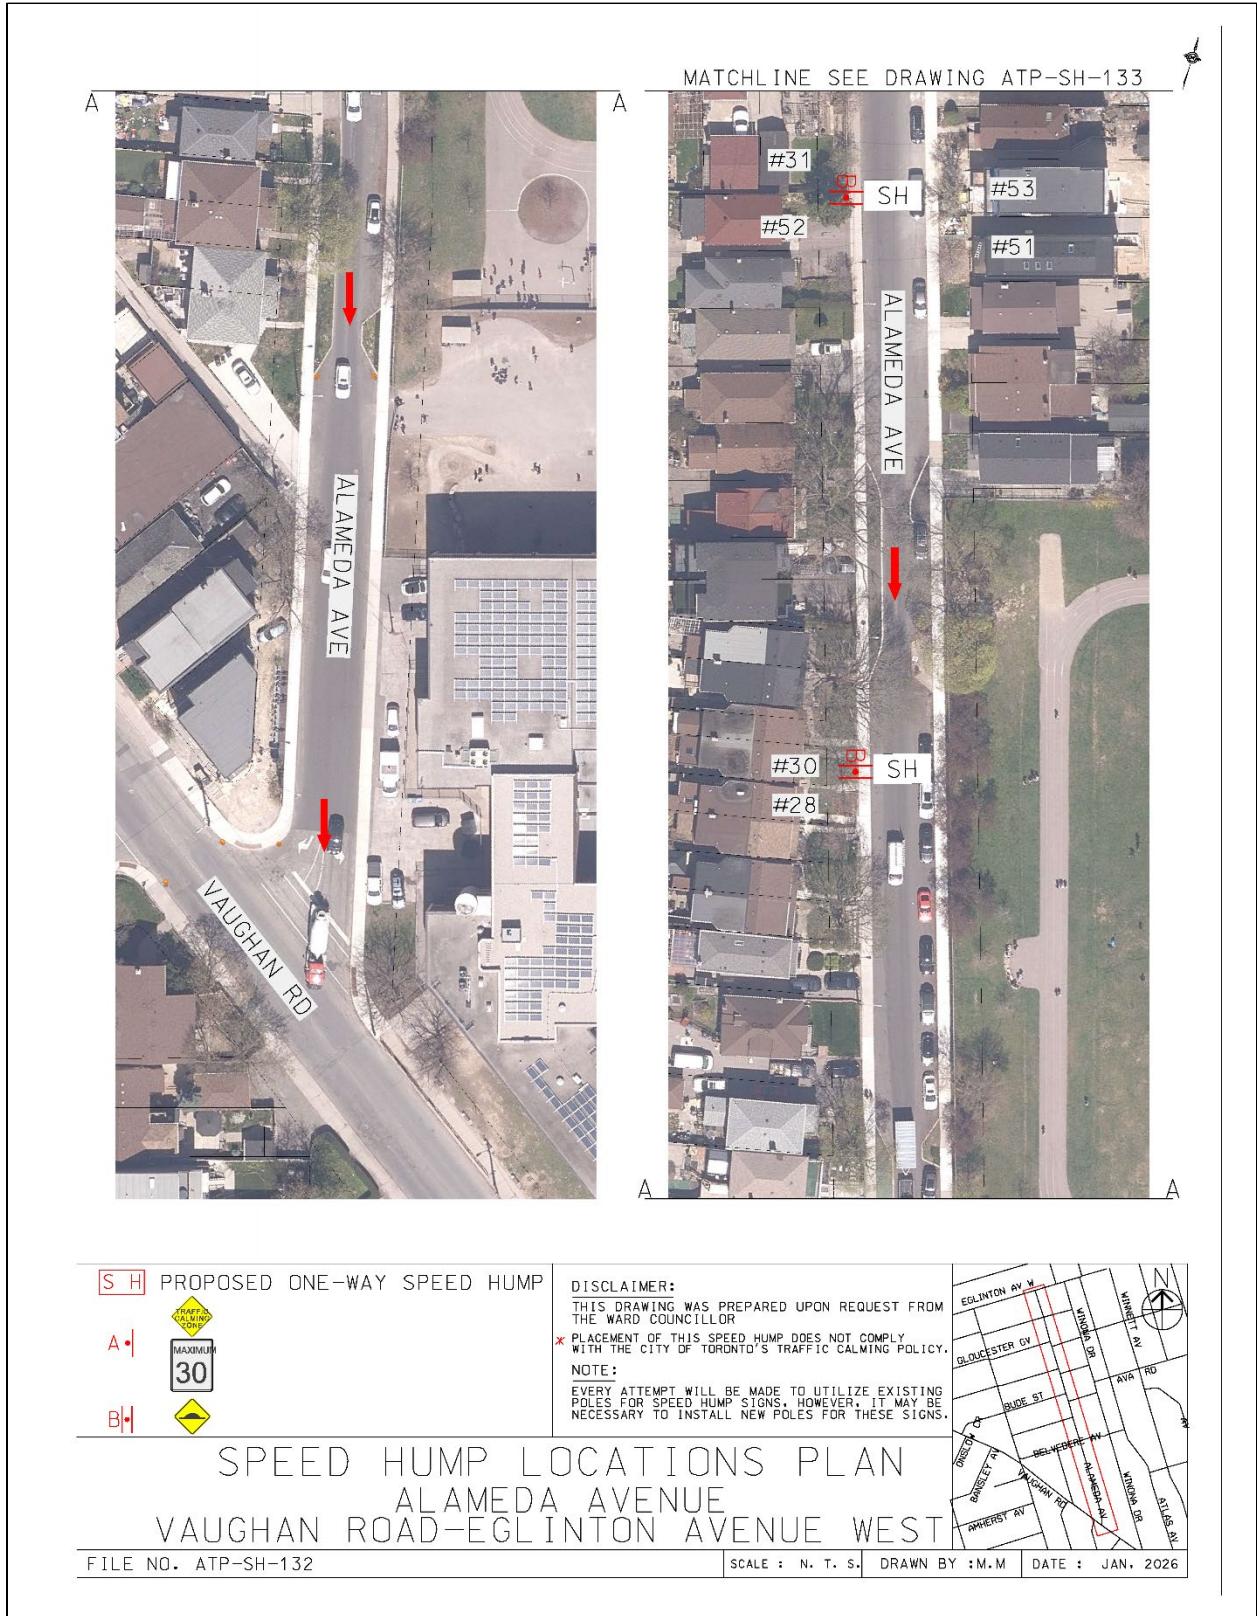 MATCHLINE SEE DRAWING ATP-SH-133
A
A
#31
B
SH
#53
#52
#51
ALAMEDA AVE
ALAMEDA AVE
B
SH
#30
#28
VAUGHAN RD
A
A
S H PROPOSED ONE-WAY SPEED HUMP
TRAFFIC
CALMING
ZONE
A
MAXIMUM
30
B
DISCLAIMER:
THIS DRAWING WAS PREPARED UPON REQUEST FROM
THE WARD COUNCILLOR
* PLACEMENT OF THIS SPEED HUMP DOES NOT COMPLY
WITH THE CITY OF TORONTO'S TRAFFIC CALMING POLICY.
NOTE:
EVERY ATTEMPT WILL BE MADE TO UTILIZE EXISTING
POLES FOR SPEED HUMP SIGNS. HOWEVER, IT MAY BE
NECESSARY TO INSTALL NEW POLES FOR THESE SIGNS.
N
EGLINTON AV W
WINNETT AV
WINONA DR
GLOUCESTER GV
AVA RD
BUDE ST
AV
ONSLOW CR
BELVEDERE AV
BANSLEY AV
VAUGHAN RD
ALAMEDA AV
WINONA DR
ATLAS AV
AMHERST AV
SPEED HUMP LOCATIONS PLAN
ALAMEDA AVENUE
VAUGHAN ROAD-EGLINTON AVENUE WEST
FILE NO. ATP-SH-132
SCALE : N. T. S.
DRAWN BY :M.M
DATE : JAN, 2026